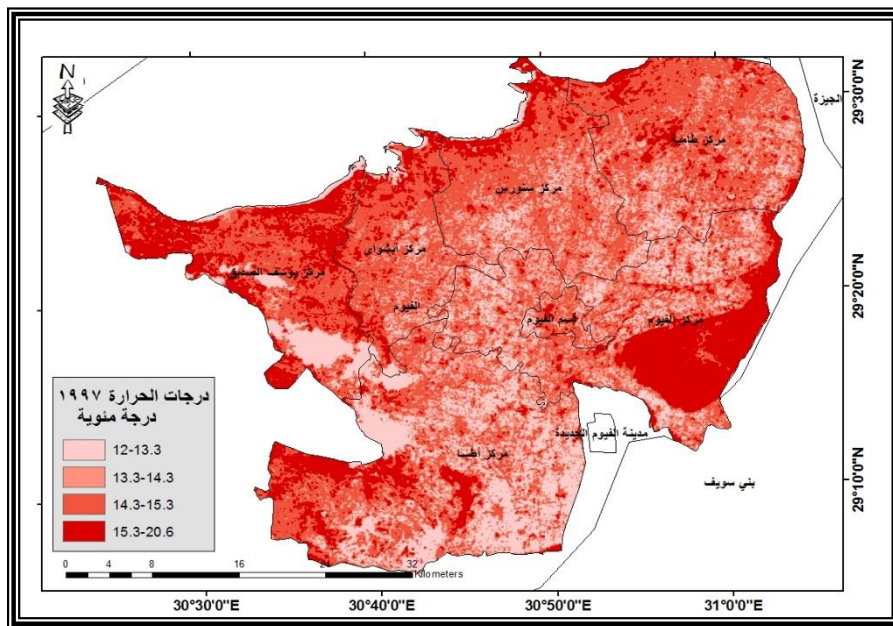 N
الجيزة
مركز طامية
مركز سنورس
مركز ابشواى
مركز يوسف الصديق
الفيوم
قسم الفيوم
مركز الفيوم
مدينة الفيوم الجديدة
مركز أطسا
بني سويف
درجات الحرارة ١٩٩٧
درجة مئوية
12-13.3
13.3-14.3
14.3-15.3
15.3-20.6
0 2 4 8 16 24 32
Kilometers
29°30'0"N
29°20'0"N
29°10'0"N
30°30'0"E 30°40'0"E 30°50'0"E 31°0'0"E